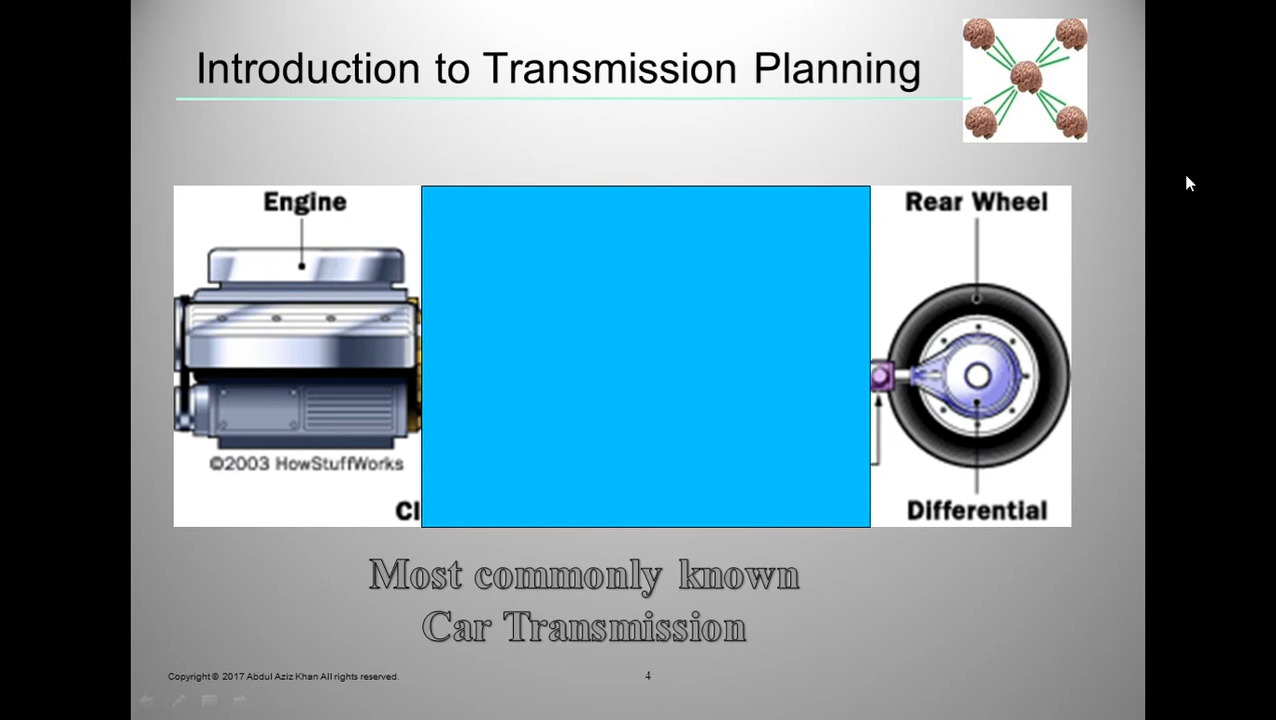 Introduction to Transmission Planning
Engine
Rear Wheel
©2003 HowStuffWorks
Cl
Differential
Most commonly known
Car Transmission
Copyright © 2017 Abdul Aziz Khan All rights reserved.
4